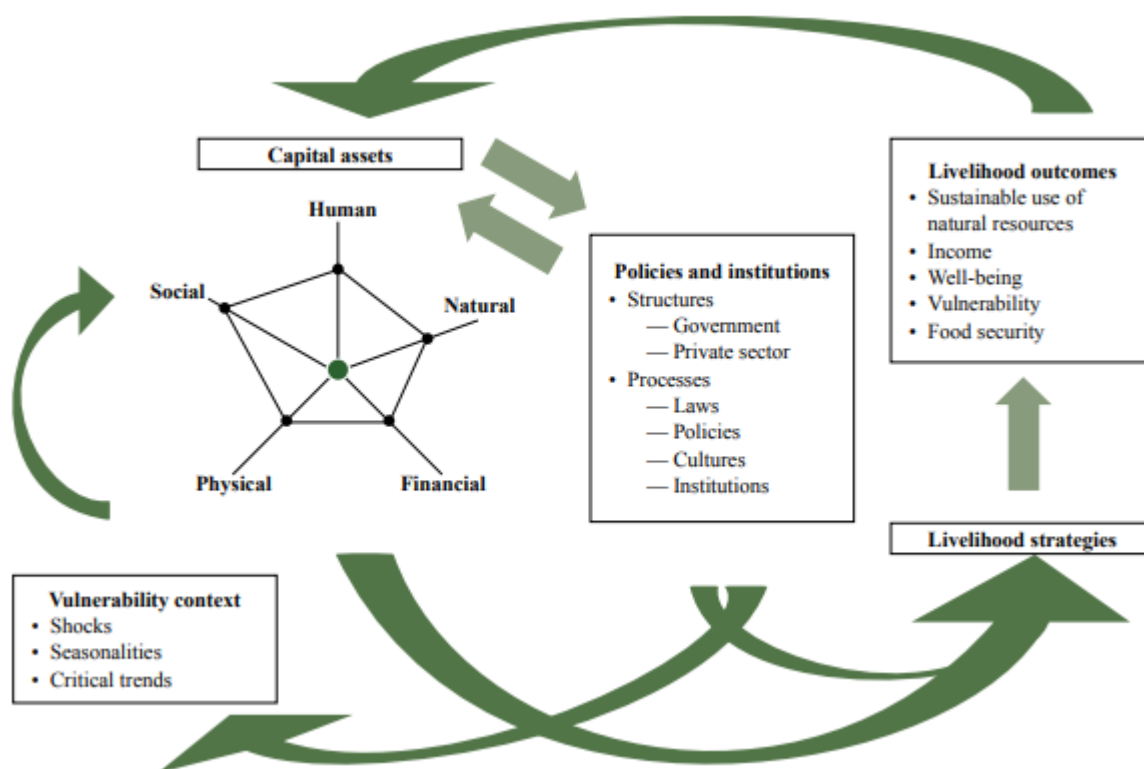 Capital assets
Human
Social
Natural
Physical
Financial
Policies and institutions
• Structures
— Government
— Private sector
• Processes
— Laws
— Policies
— Cultures
— Institutions
Livelihood outcomes
• Sustainable use of
natural resources
• Income
• Well-being
• Vulnerability
• Food security
Livelihood strategies
Vulnerability context
• Shocks
• Seasonalities
• Critical trends